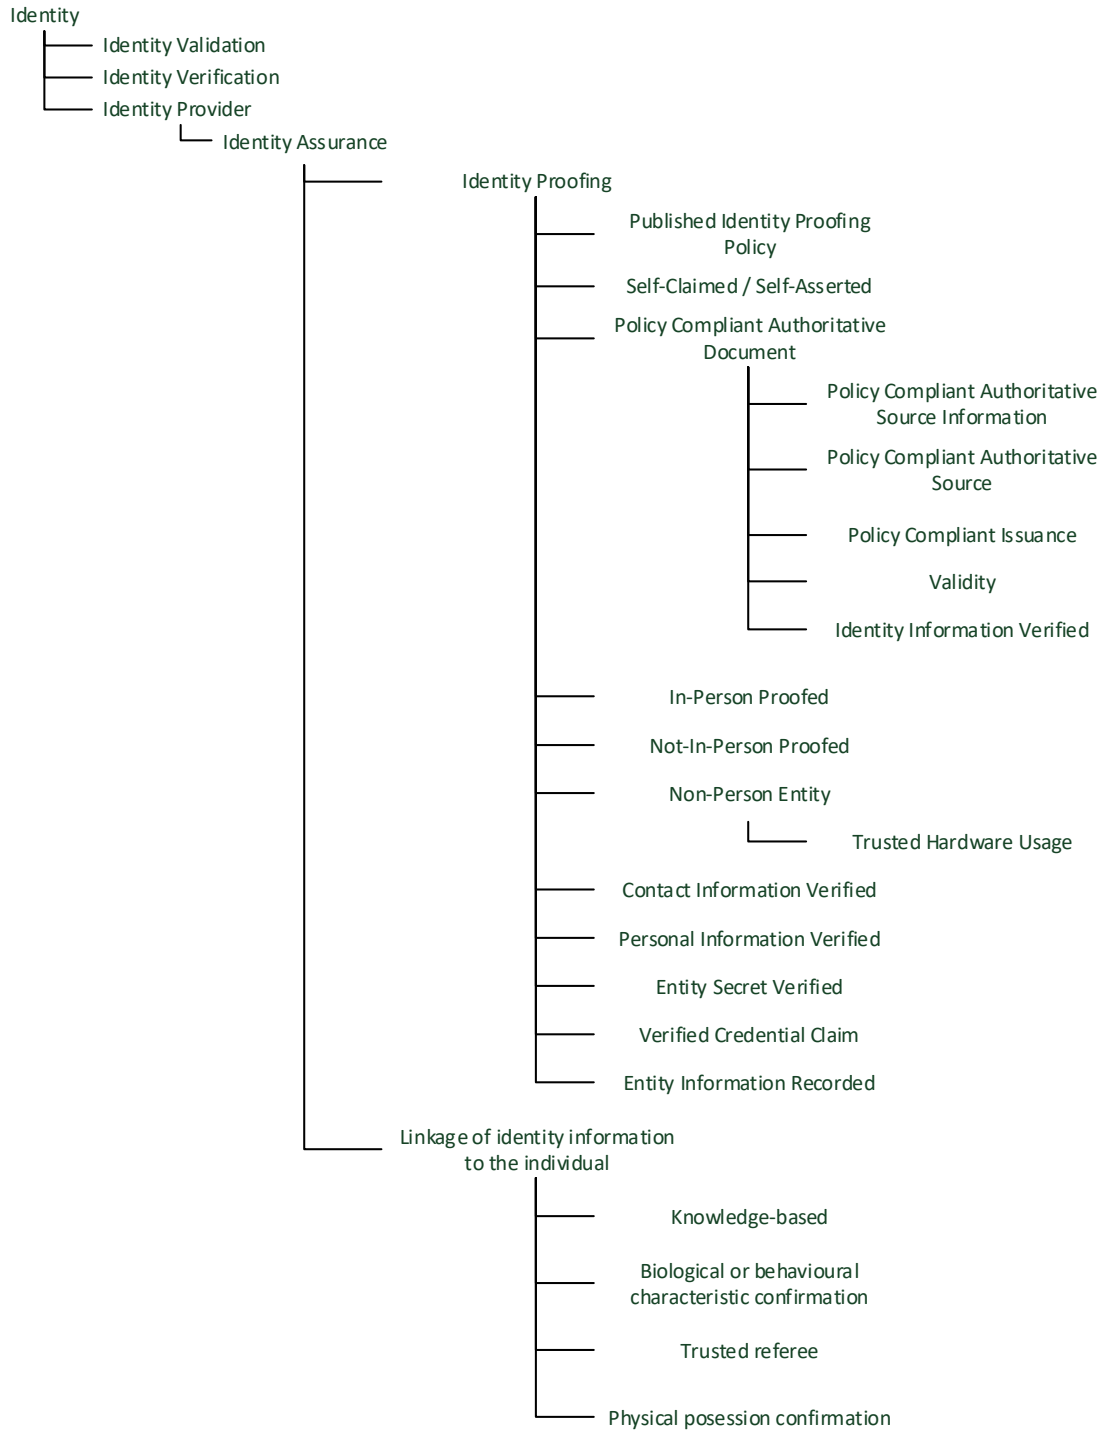 Identity
Identity Validation
Identity Verification
Identity Provider
Identity Assurance
Identity Proofing
Published Identity Proofing
Policy
Self-Claimed / Self-Asserted
Policy Compliant Authoritative
Document
Policy Compliant Authoritative
Source Information
Policy Compliant Authoritative
Source
Policy Compliant Issuance
Validity
Identity Information Verified
In-Person Proofed
Not-In-Person Proofed
Non-Person Entity
Trusted Hardware Usage
Contact Information Verified
Personal Information Verified
Entity Secret Verified
Verified Credential Claim
Entity Information Recorded
Linkage of identity information
to the individual
Knowledge-based
Biological or behavioural
characteristic confirmation
Trusted referee
Physical posession confirmation